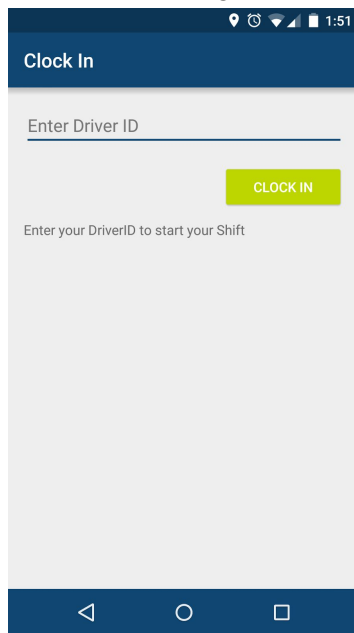 1:51
Clock In
Enter Driver ID
CLOCK IN
Enter your DriverID to start your Shift